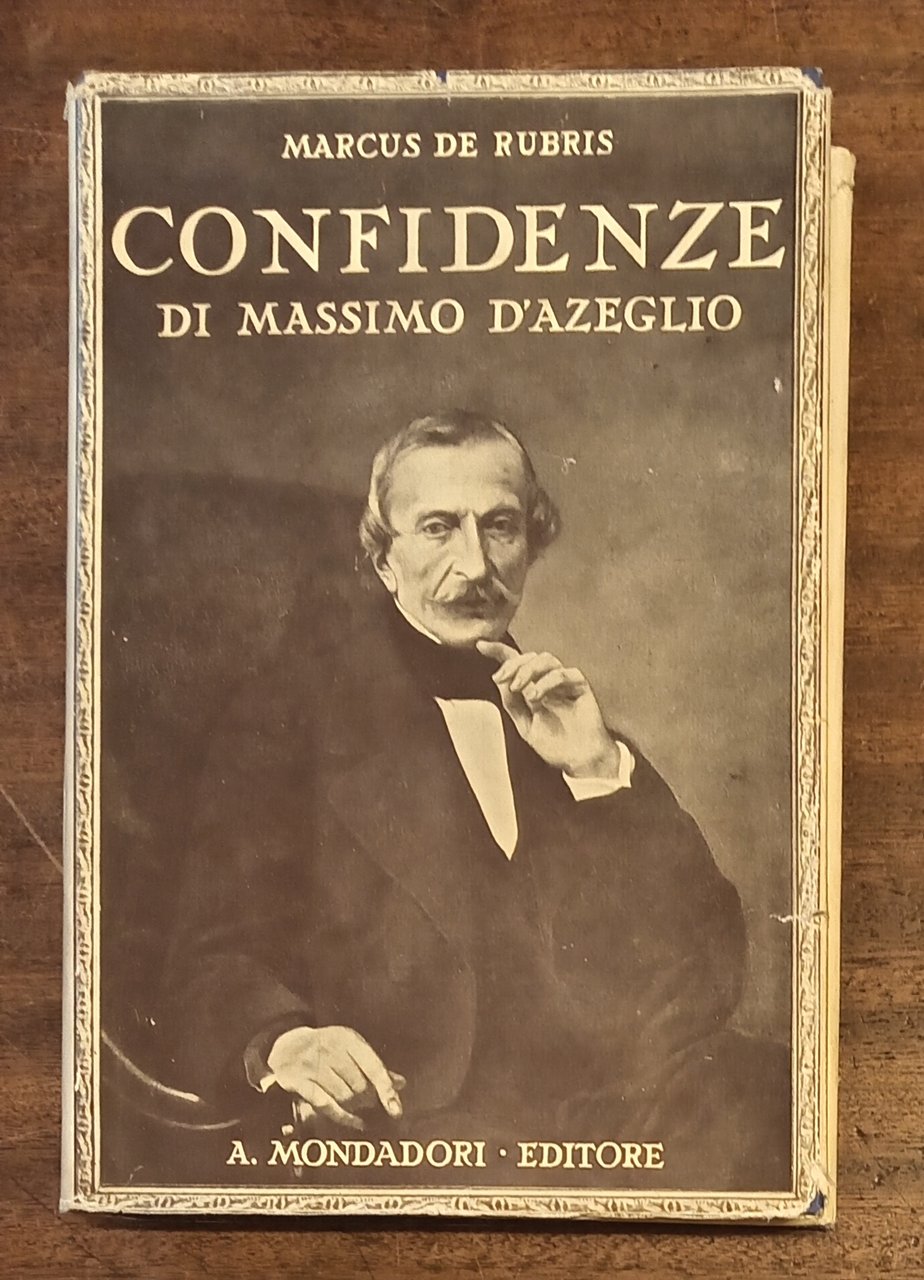 MARCUS DE RUBRIS
CONFIDENZE
DI MASSIMO D'AZEGLIO
A. MONDADORI · EDITORE